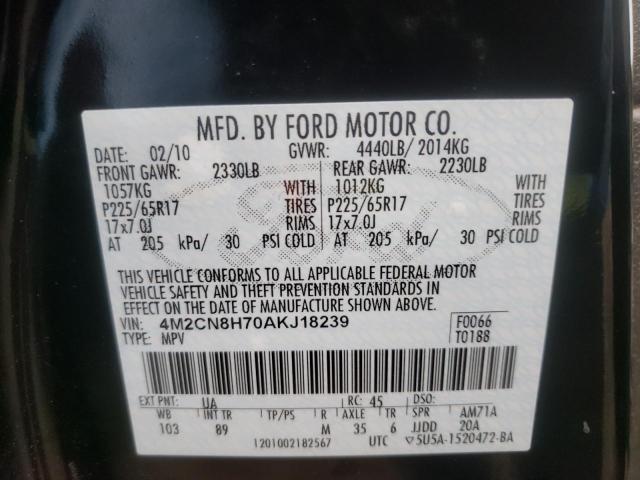 MFD. BY FORD MOTOR CO.
DATE: 02/10 GVWR: 4440LB/ 2014KG
FRONT GAWR: 2330LB REAR GAWR: 2230LB
1057KG WITH 1012KG WITH
P225/65R17 TIRES P225/65R17 TIRES
17x7.0J RIMS 17x7.0J RIMS
AT 205 kPa/ 30 PSI COLD AT 205 kPa/ 30 PSI COLD
THIS VEHICLE CONFORMS TO ALL APPLICABLE FEDERAL MOTOR
VEHICLE SAFETY AND THEFT PREVENTION STANDARDS IN
EFFECT ON THE DATE OF MANUFACTURE SHOWN ABOVE.
VIN: 4M2CN8H70AKJ18239 F0066
TYPE: MPV T0188
EXT PNT: UA RC: 45 DSO:
WB INT TR TP/PS R AXLE TR SPR AM71A
103 89 M 35 6 JJDD 20A
1201002182567 UTC ▽5U5A-1520472-BA
Ford